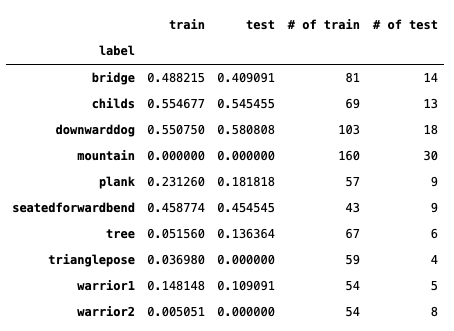 train test # of train # of test
label
bridge 0.488215 0.409091 81 14
childs 0.554677 0.545455 69 13
downwarddog 0.550750 0.580808 103 18
mountain 0.000000 0.000000 160 30
plank 0.231260 0.181818 57 9
seatedforwardbend 0.458774 0.454545 43 9
tree 0.051560 0.136364 67 6
trianglepose 0.036980 0.000000 59 4
warrior1 0.148148 0.109091 54 5
warrior2 0.005051 0.000000 54 8